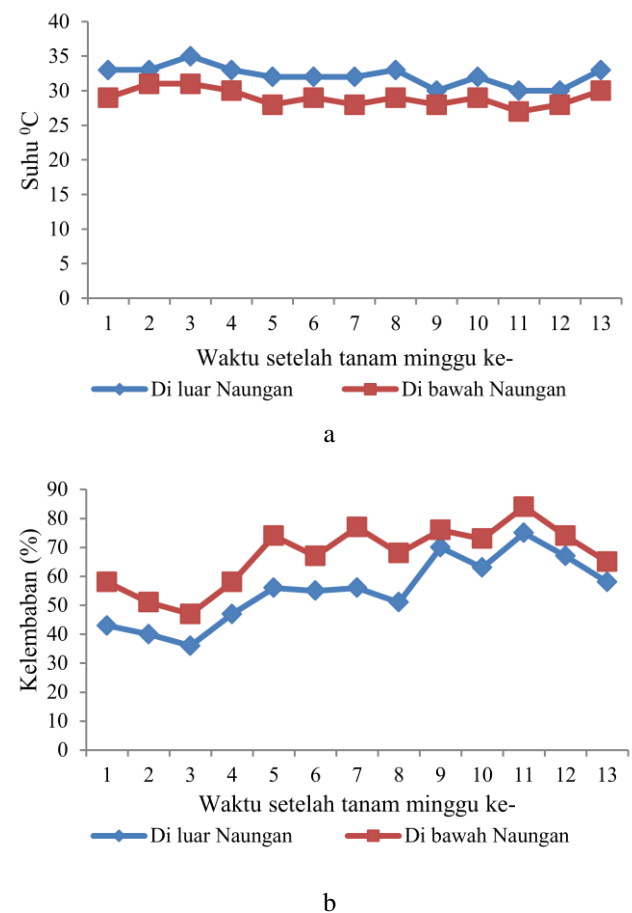 40
35
30
25
20
15
10
5
0
Suhu ⁰C
1 2 3 4 5 6 7 8 9 10 11 12 13
Waktu setelah tanam minggu ke-
Di luar Naungan Di bawah Naungan
a
90
80
70
60
50
40
30
20
10
0
Kelembaban (%)
1 2 3 4 5 6 7 8 9 10 11 12 13
Waktu setelah tanam minggu ke-
Di luar Naungan Di bawah Naungan
b